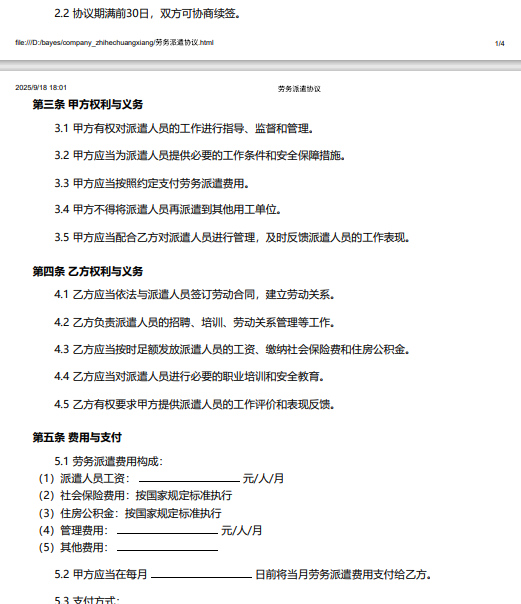 2.2 协议期满前30日，双方可协商续签。
file:///D:/bayes/company_zhihechuangxiang/劳务派遣协议.html 1/4
2025/9/18 18:01 劳务派遣协议
第三条 甲方权利与义务
3.1 甲方有权对派遣人员的工作进行指导、监督和管理。
3.2 甲方应当为派遣人员提供必要的工作条件和安全保障措施。
3.3 甲方应当按照约定支付劳务派遣费用。
3.4 甲方不得将派遣人员再派遣到其他用工单位。
3.5 甲方应当配合乙方对派遣人员进行管理，及时反馈派遣人员的工作表现。
第四条 乙方权利与义务
4.1 乙方应当依法与派遣人员签订劳动合同，建立劳动关系。
4.2 乙方负责派遣人员的招聘、培训、劳动关系管理等工作。
4.3 乙方应当按时足额发放派遣人员的工资、缴纳社会保险费和住房公积金。
4.4 乙方应当对派遣人员进行必要的职业培训和安全教育。
4.5 乙方有权要求甲方提供派遣人员的工作评价和表现反馈。
第五条 费用与支付
5.1 劳务派遣费用构成：
（1）派遣人员工资：____________________ 元/人/月
（2）社会保险费用：按国家规定标准执行
（3）住房公积金：按国家规定标准执行
（4）管理费用：____________________ 元/人/月
（5）其他费用：____________________
5.2 甲方应当在每月 ____________________ 日前将当月劳务派遣费用支付给乙方。
5.3 支付方式：